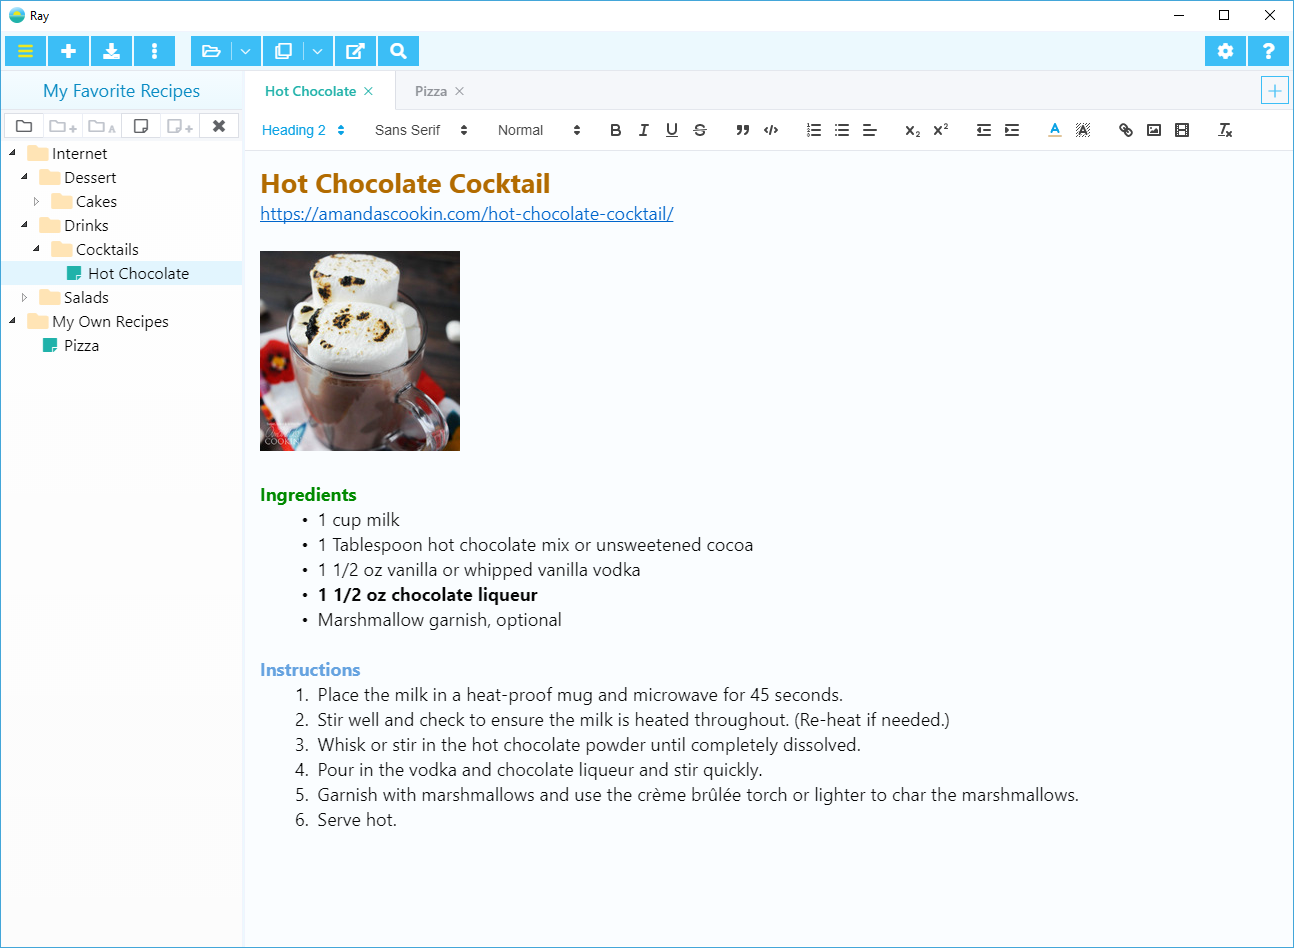 Ray
My Favorite Recipes
Hot Chocolate
Pizza
Heading 2
Sans Serif
Normal
Internet
Dessert
Cakes
Drinks
Cocktails
Hot Chocolate
Salads
My Own Recipes
Pizza
Hot Chocolate Cocktail
https://amandascookin.com/hot-chocolate-cocktail/
COOKIN
Ingredients
• 1 cup milk
• 1 Tablespoon hot chocolate mix or unsweetened cocoa
• 1 1/2 oz vanilla or whipped vanilla vodka
• 1 1/2 oz chocolate liqueur
• Marshmallow garnish, optional
Instructions
1. Place the milk in a heat-proof mug and microwave for 45 seconds.
2. Stir well and check to ensure the milk is heated throughout. (Re-heat if needed.)
3. Whisk or stir in the hot chocolate powder until completely dissolved.
4. Pour in the vodka and chocolate liqueur and stir quickly.
5. Garnish with marshmallows and use the crème brûlée torch or lighter to char the marshmallows.
6. Serve hot.